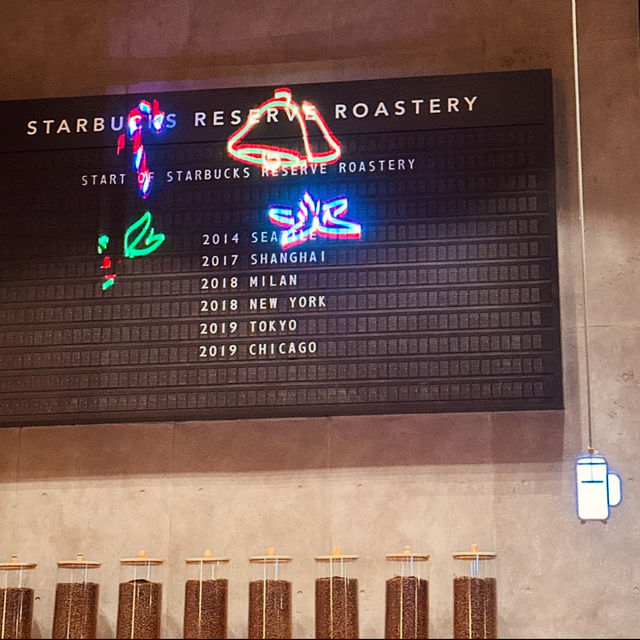 STARBUCKS RESERVE ROASTERY
START OF STARBUCKS RESERVE ROASTERY
2014 SEATTLE
2017 SHANGHAI
2018 MILAN
2018 NEW YORK
2019 TOKYO
2019 CHICAGO